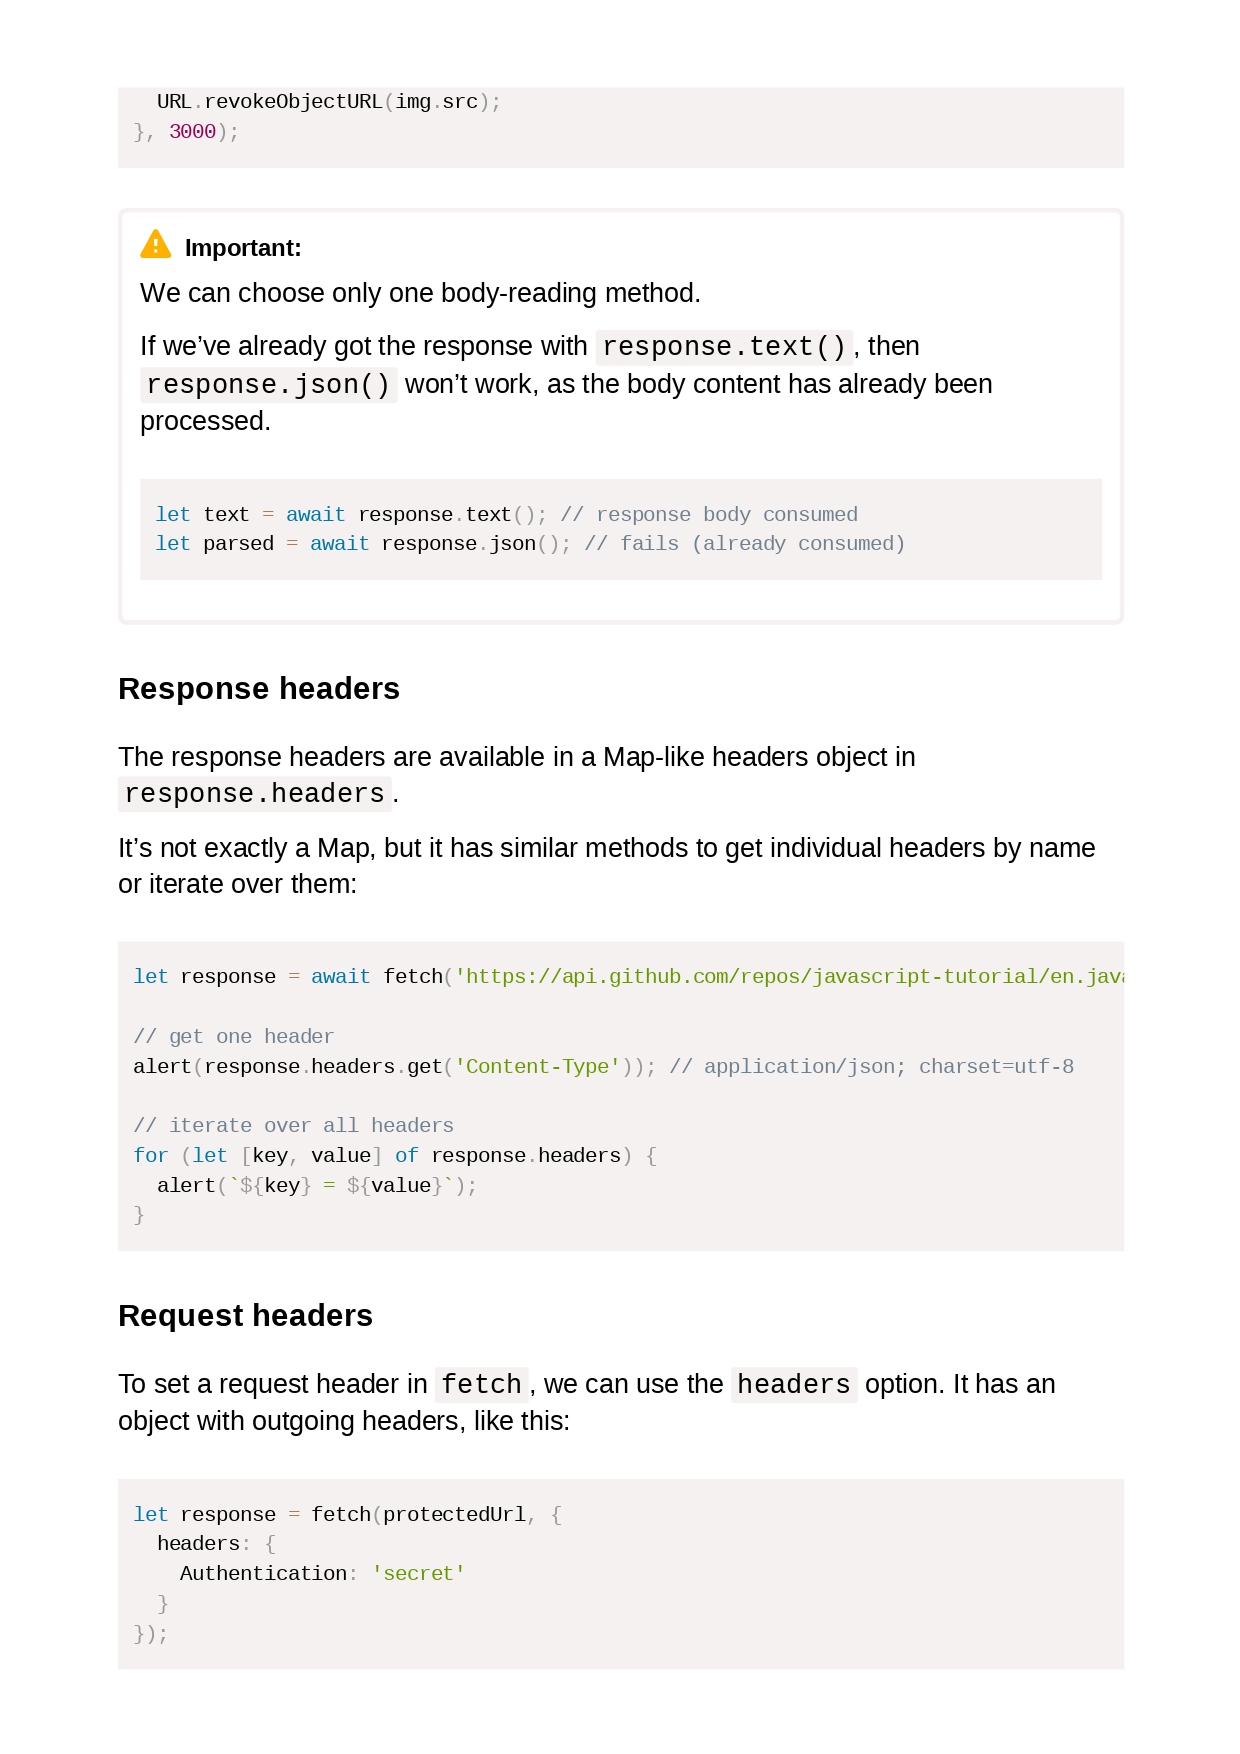 URL.revokeObjectURL(img.src);
}, 3000);
Important:
We can choose only one body-reading method.
If we’ve already got the response with response.text(), then
response.json() won’t work, as the body content has already been
processed.
let text = await response.text(); // response body consumed
let parsed = await response.json(); // fails (already consumed)
Response headers
The response headers are available in a Map-like headers object in
response.headers.
It’s not exactly a Map, but it has similar methods to get individual headers by name
or iterate over them:
let response = await fetch('https://api.github.com/repos/javascript-tutorial/en.java
// get one header
alert(response.headers.get('Content-Type')); // application/json; charset=utf-8
// iterate over all headers
for (let [key, value] of response.headers) {
  alert(`${key} = ${value}`);
}
Request headers
To set a request header in fetch, we can use the headers option. It has an
object with outgoing headers, like this:
let response = fetch(protectedUrl, {
  headers: {
    Authentication: 'secret'
  }
});